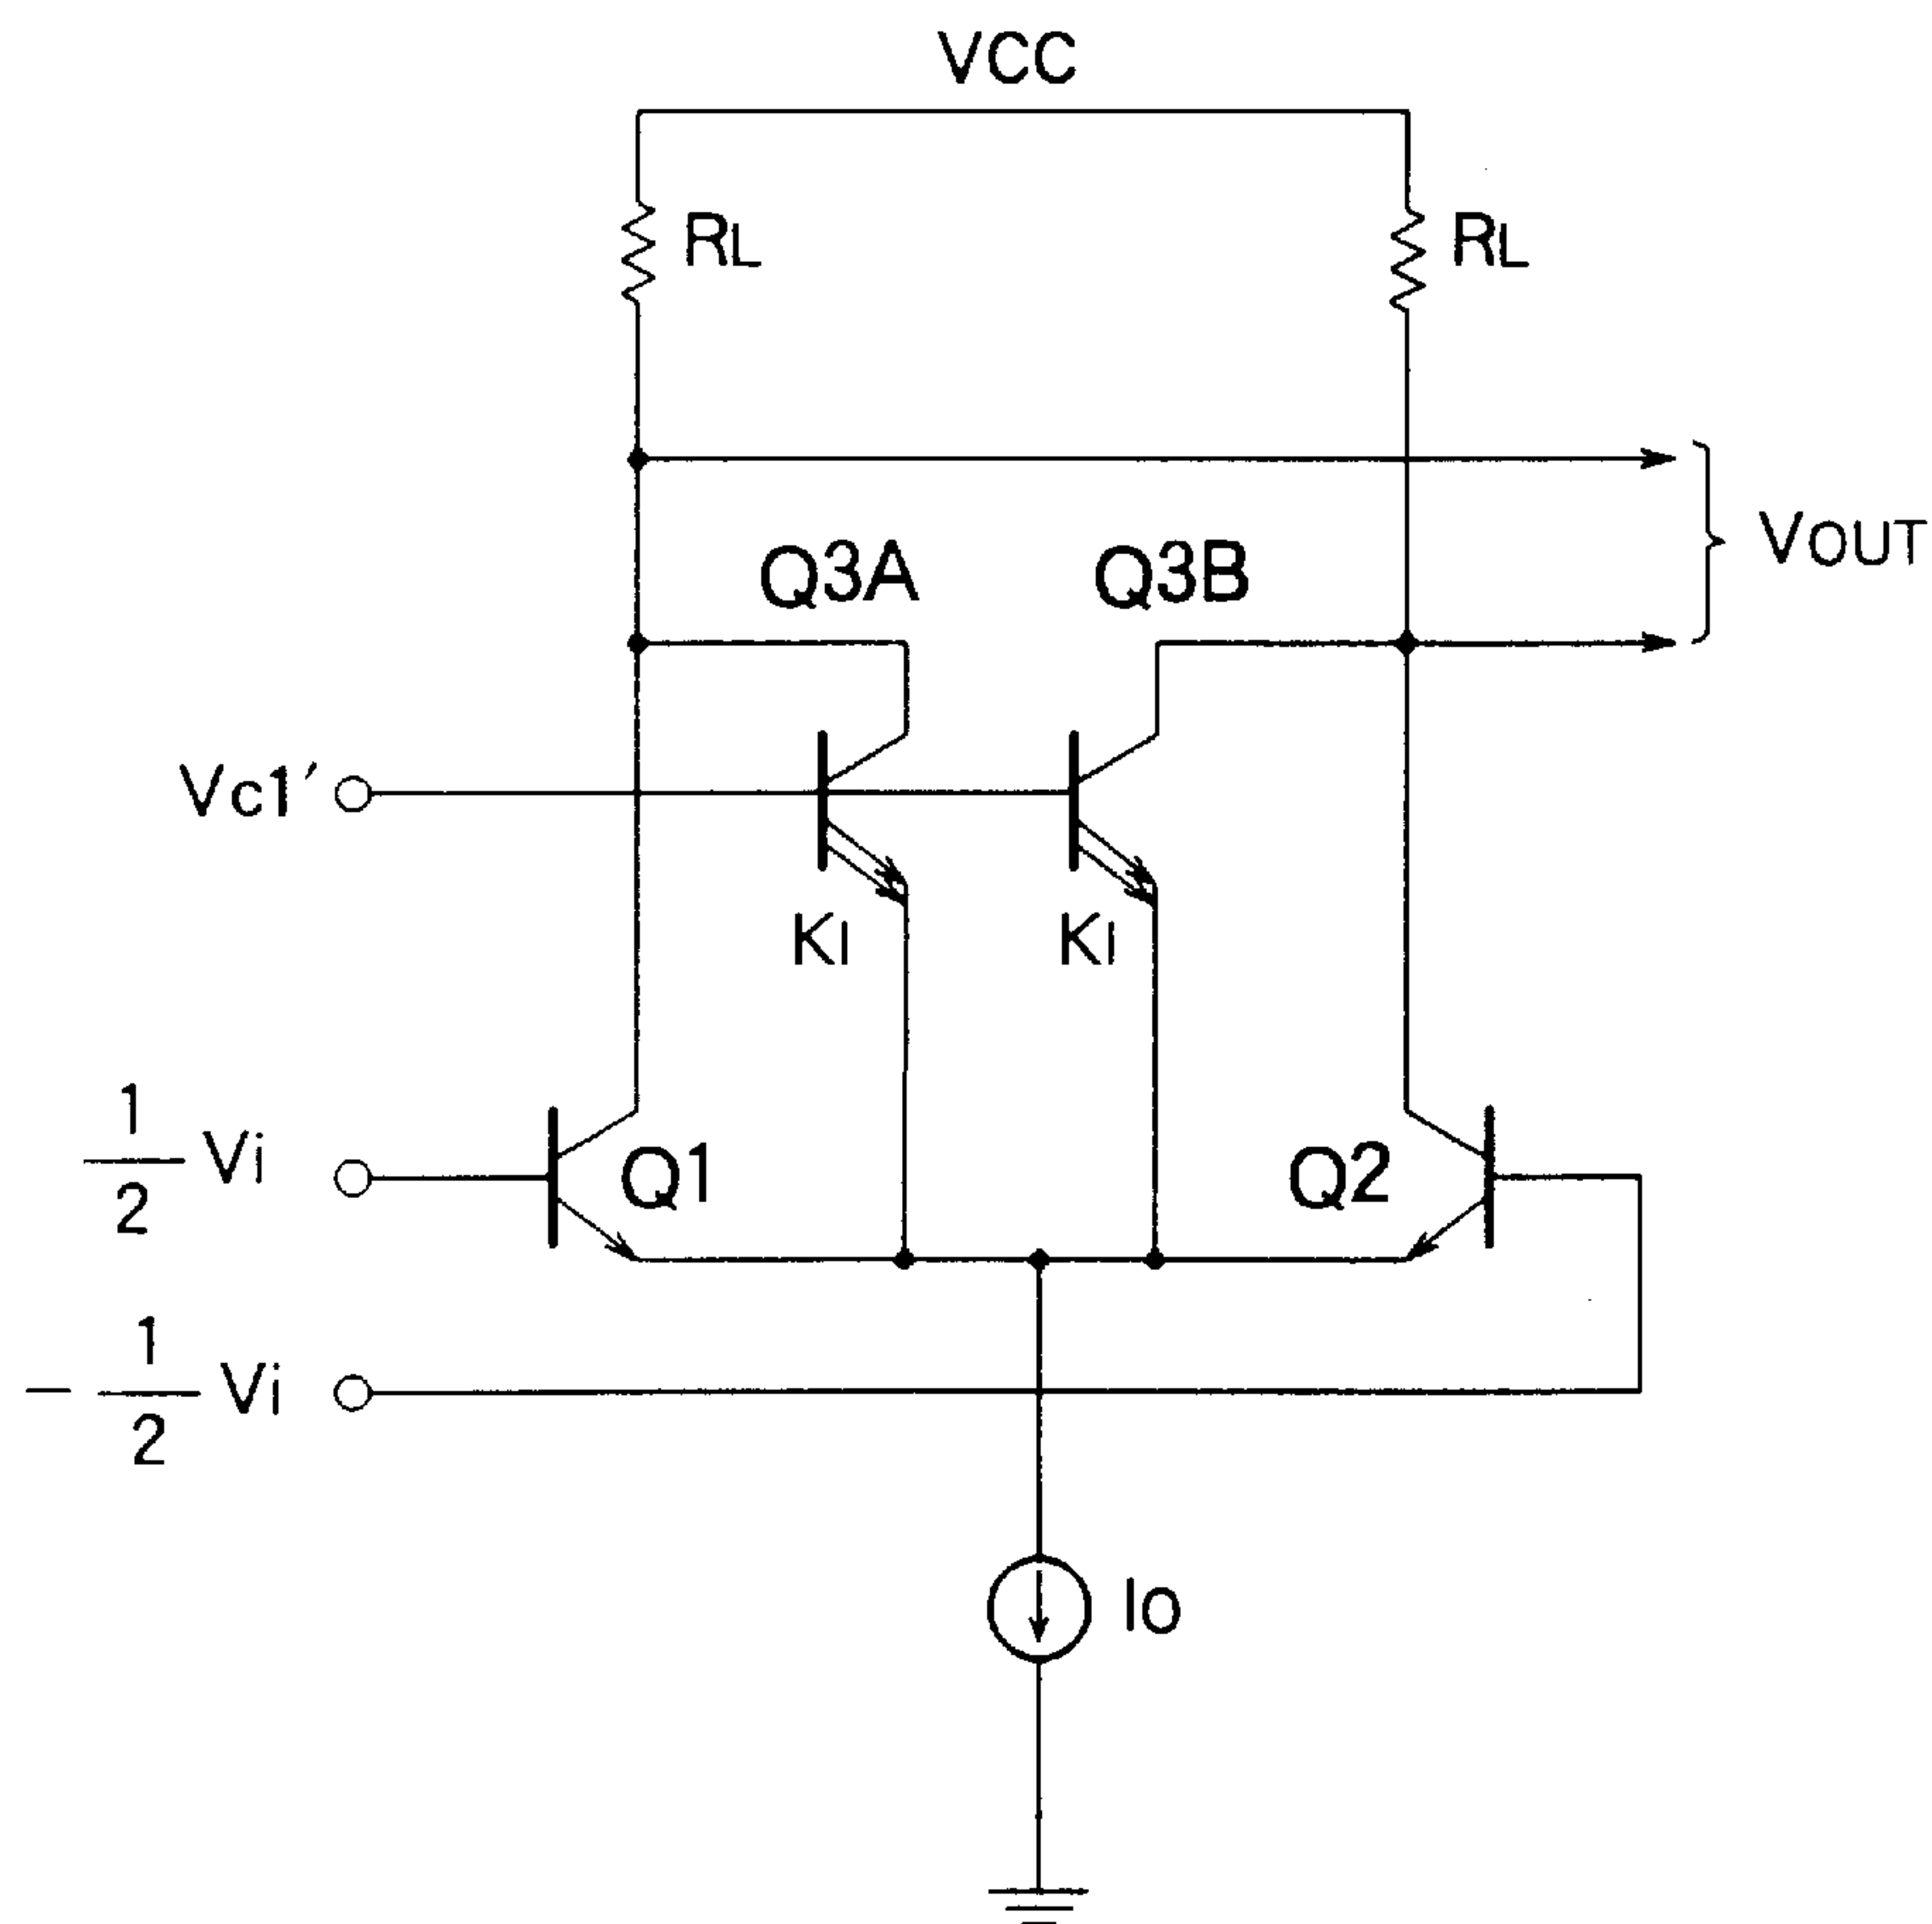 VCC
RL RL
VOUT
Q3A Q3B
Vc1′
K1 K1
1/2 Vi
Q1 Q2
− 1/2 Vi
Io